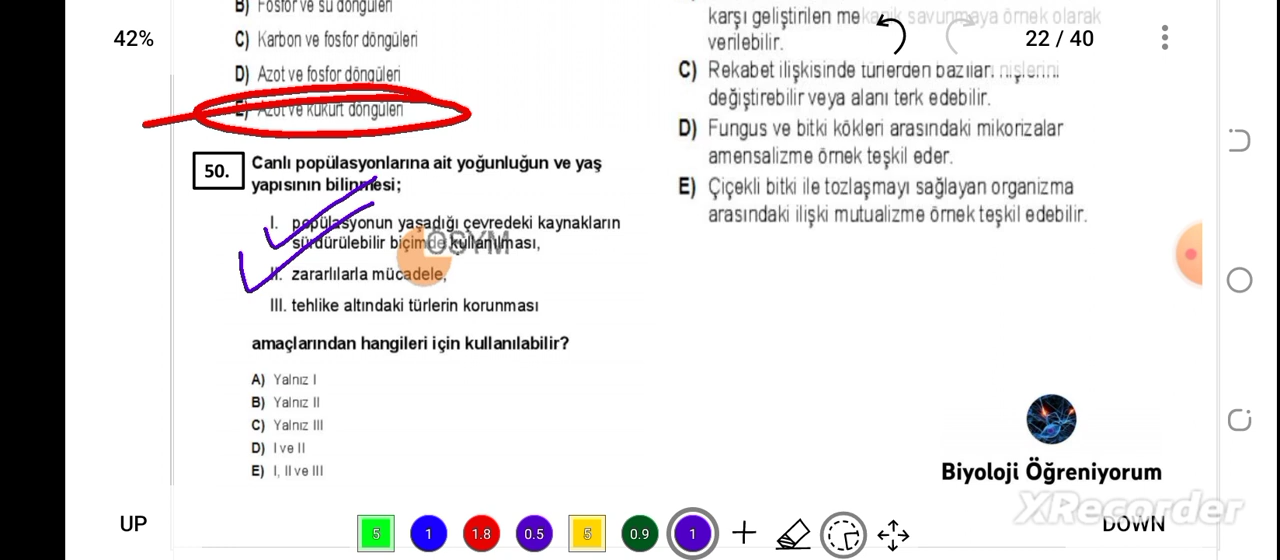 42%
B) Fosfor ve su döngüleri
C) Karbon ve fosfor döngüleri
D) Azot ve fosfor döngüleri
E) Azot ve kükürt döngüleri
50. Canlı popülasyonlarına ait yoğunluğun ve yaş
yapısının bilinmesi;
I. popülasyonun yaşadığı çevredeki kaynakların
sürdürülebilir biçimde kullanılması,
II. zararlılarla mücadele,
III. tehlike altındaki türlerin korunması
ÖSYM
amaçlarından hangileri için kullanılabilir?
A) Yalnız I
B) Yalnız II
C) Yalnız III
D) I ve II
E) I, II ve III
karşı geliştirilen mekanik savunmaya örnek olarak
verilebilir.
22 / 40
C) Rekabet ilişkisinde türlerden bazıları nişlerini
değiştirebilir veya alanı terk edebilir.
D) Fungus ve bitki kökleri arasındaki mikorizalar
amensalizme örnek teşkil eder.
E) Çiçekli bitki ile tozlaşmayı sağlayan organizma
arasındaki ilişki mutualizme örnek teşkil edebilir.
Biyoloji Öğreniyorum
XRecorder
UP
5 1 1.8 0.5 5 0.9 1
DOWN